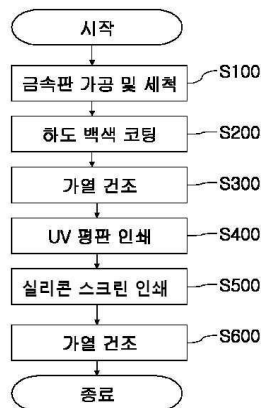 시작
금속판 가공 및 세척 S100
하도 백색 코팅 S200
가열 건조 S300
UV 평판 인쇄 S400
실리콘 스크린 인쇄 S500
가열 건조 S600
종료